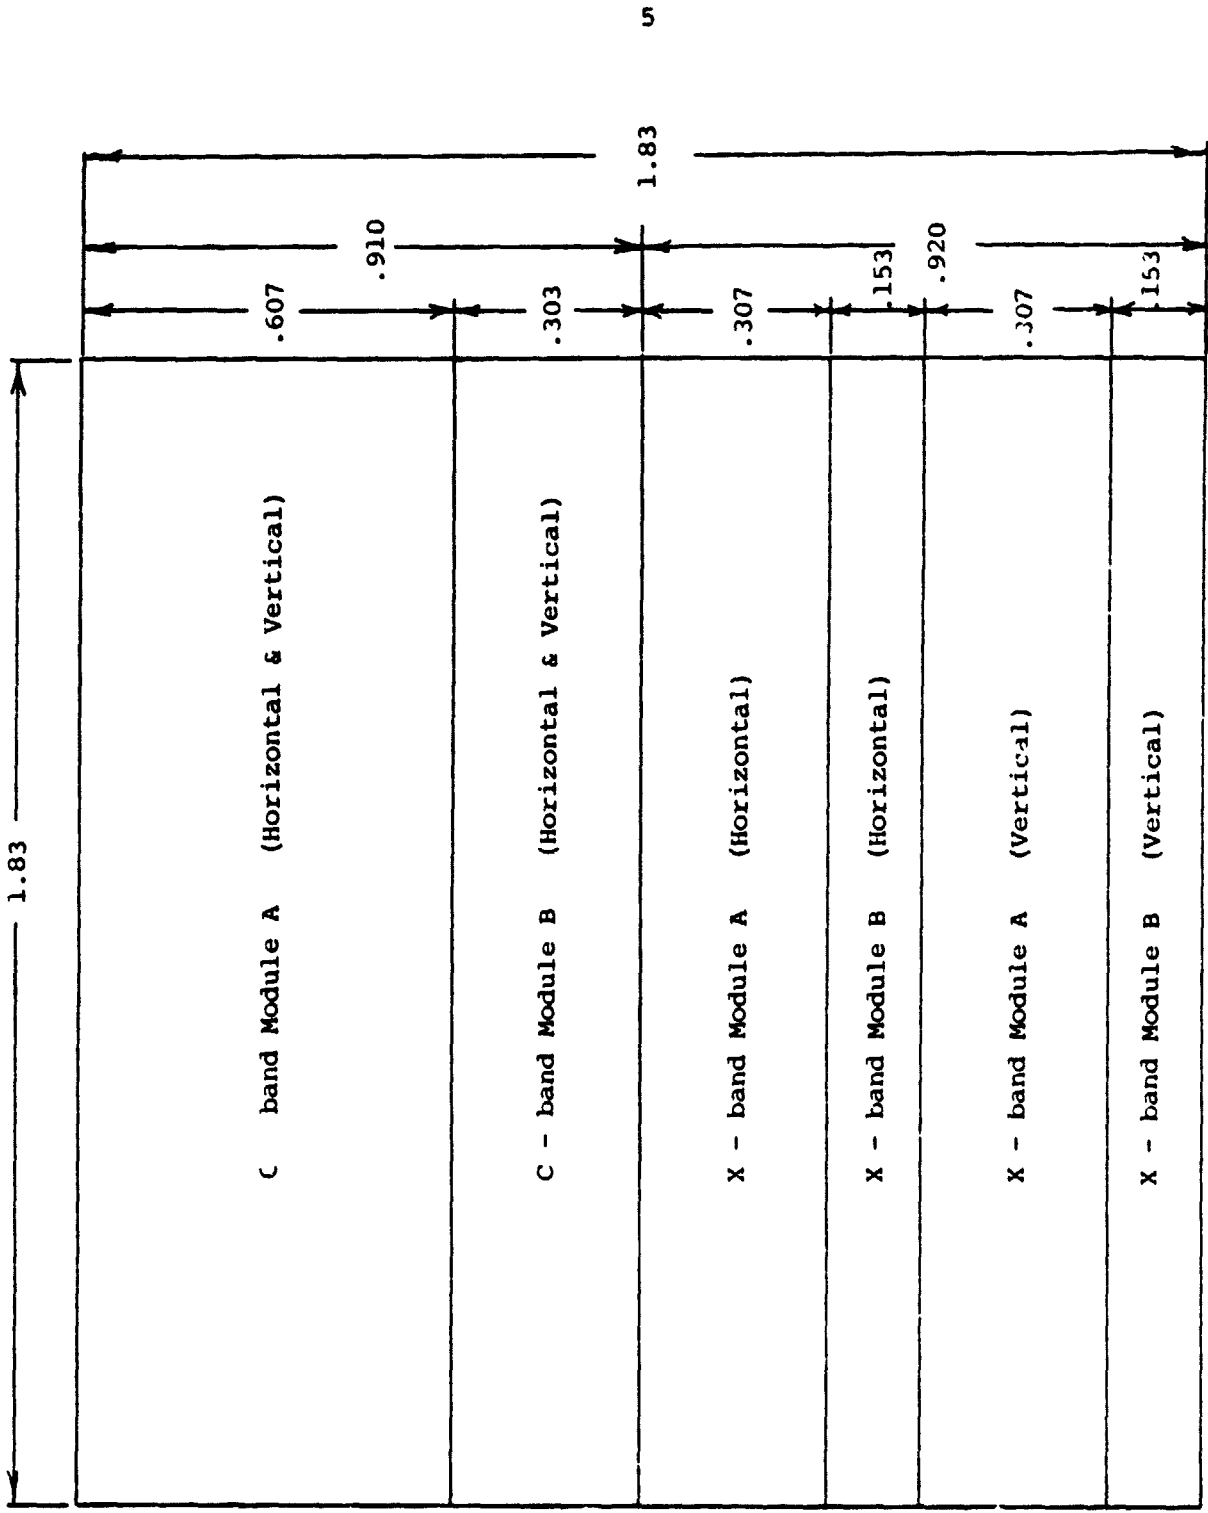 5
1.83
1.83
.910
.920
.607
.303
.307
.153
.307
.153
C band Module A (Horizontal & Vertical)
C - band Module B (Horizontal & Vertical)
X - band Module A (Horizontal)
X - band Module B (Horizontal)
X - band Module A (Vertical)
X - band Module B (Vertical)